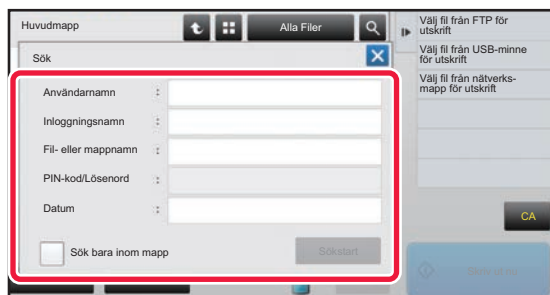 Huvudmapp
Alla Filer
Sök
Användarnamn :
Inloggningsnamn :
Fil- eller mappnamn :
PIN-kod/Lösenord :
Datum :
Sök bara inom mapp
Sökstart
Välj fil från FTP för
utskrift
Välj fil från USB-minne
för utskrift
Välj fil från nätverks-
mapp för utskrift
CA